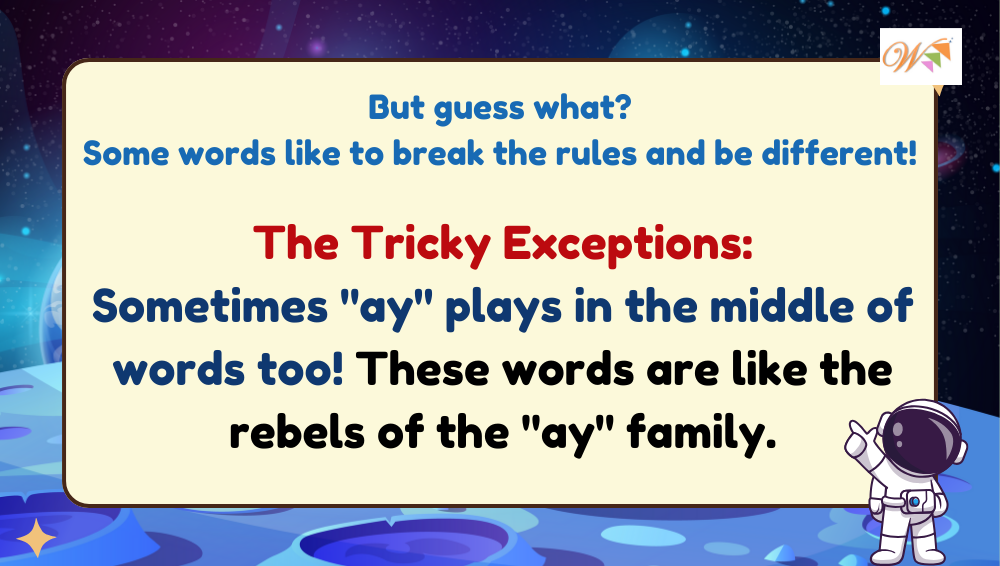 W
But guess what?
Some words like to break the rules and be different!
The Tricky Exceptions:
Sometimes "ay" plays in the middle of
words too! These words are like the
rebels of the "ay" family.